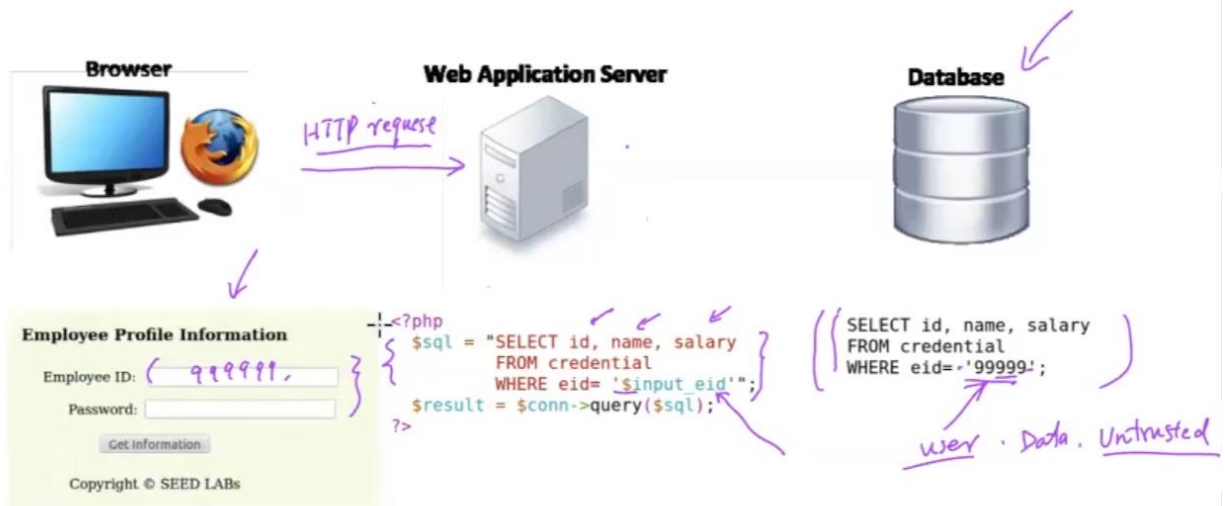 Browser
Web Application Server
Database
HTTP requese
Employee Profile Information
Employee ID: 999999.
Password:
Get Information
Copyright © SEED LABs
<?php
$sql = "SELECT id, name, salary
FROM credential
WHERE eid= '$input_eid'";
$result = $conn->query($sql);
?>
SELECT id, name, salary
FROM credential
WHERE eid= '99999';
user . Data. Untrusted